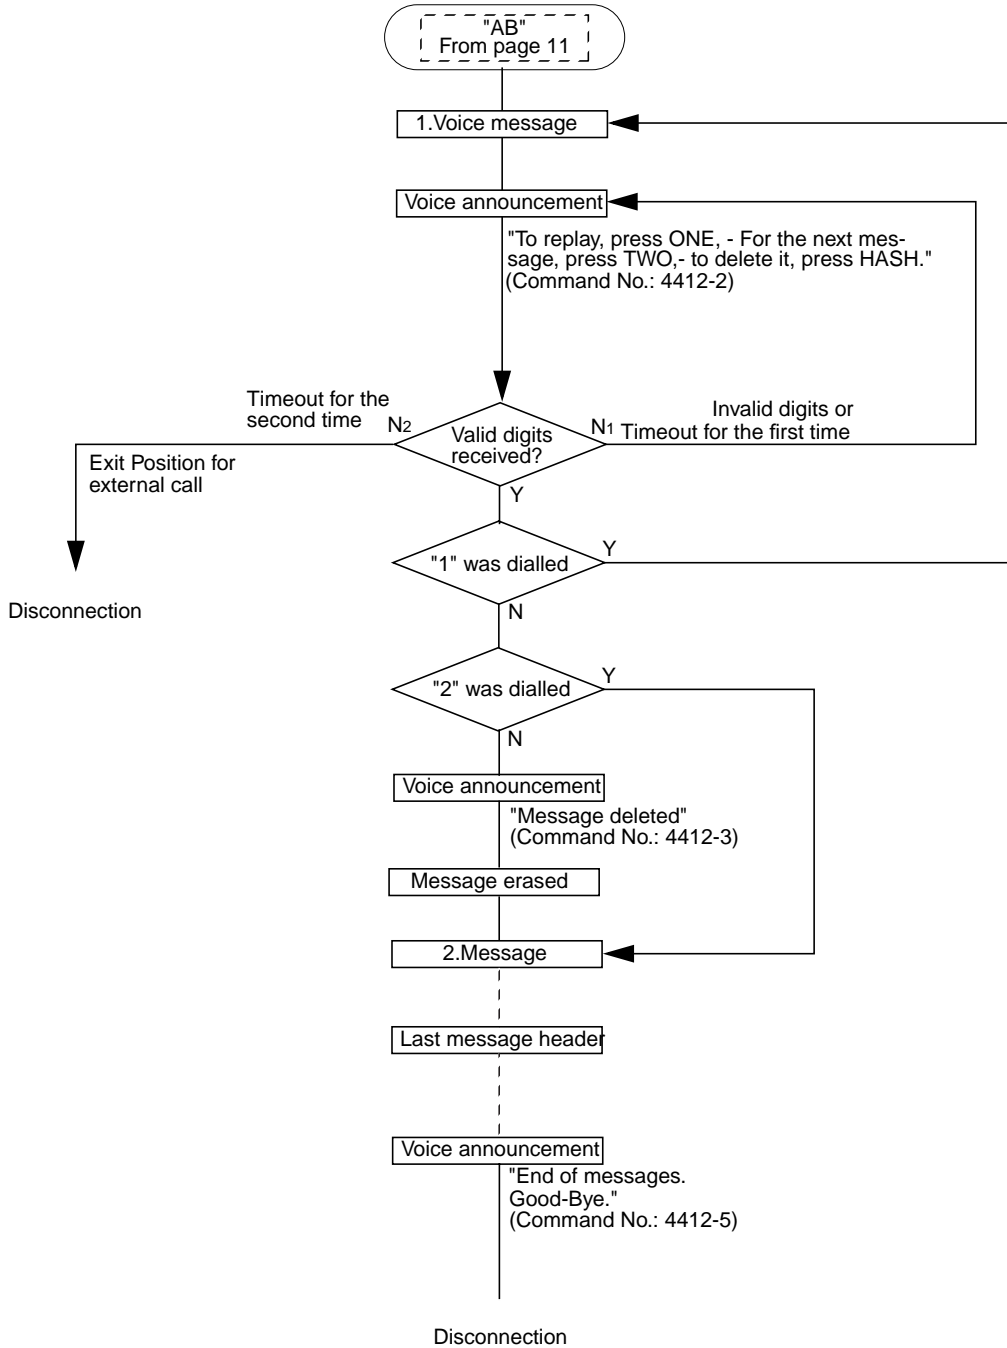 "AB"
From page 11
1.Voice message
Voice announcement
"To replay, press ONE, - For the next mes-
sage, press TWO,- to delete it, press HASH."
(Command No.: 4412-2)
Timeout for the
second time
N2
N1
Invalid digits or
Timeout for the first time
Valid digits
received?
Exit Position for
external call
Y
"1" was dialled
Y
Disconnection
N
"2" was dialled
Y
N
Voice announcement
"Message deleted"
(Command No.: 4412-3)
Message erased
2.Message
Last message header
Voice announcement
"End of messages.
Good-Bye."
(Command No.: 4412-5)
Disconnection